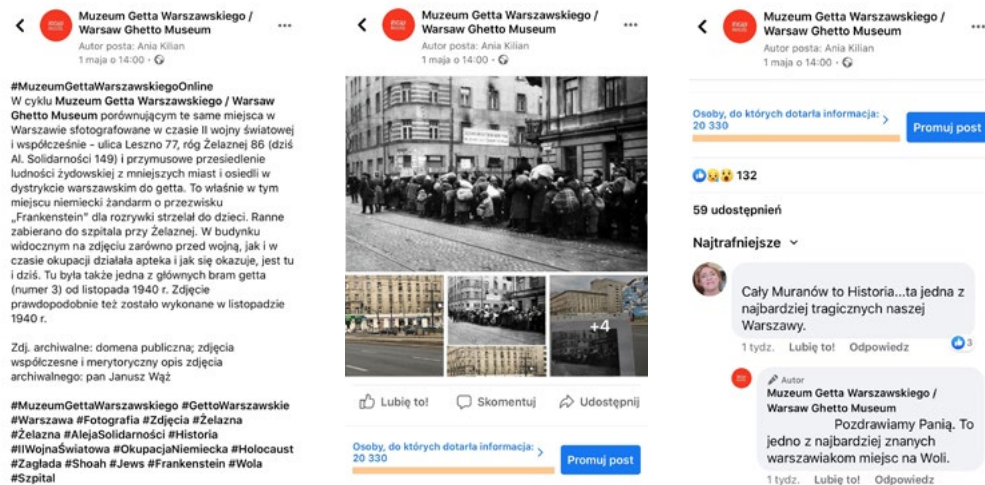 Muzeum Getta Warszawskiego /
Warsaw Ghetto Museum
Autor posta: Ania Kilian
1 maja o 14:00 ·
#MuzeumGettaWarszawskiegoOnline
W cyklu Muzeum Getta Warszawskiego / Warsaw
Ghetto Museum porównującym te same miejsca w
Warszawie sfotografowane w czasie II wojny światowej
i współcześnie - ulica Leszno 77, róg Żelaznej 86 (dziś
Al. Solidarności 149) i przymusowe przesiedlenie
ludności żydowskiej z mniejszych miast i osiedli w
dystrykcie warszawskim do getta. To właśnie w tym
miejscu niemiecki żandarm o przezwisku
„Frankenstein” dla rozrywki strzelał do dzieci. Ranne
zabierano do szpitala przy Żelaznej. W budynku
widocznym na zdjęciu zarówno przed wojną, jak i w
czasie okupacji działała apteka i jak się okazuje, jest tu
i dziś. Tu była także jedna z głównych bram getta
(numer 3) od listopada 1940 r. Zdjęcie
prawdopodobnie też zostało wykonane w listopadzie
1940 r.
Zdj. archiwalne: domena publiczna; zdjęcia
współczesne i merytoryczny opis zdjęcia
archiwalnego: pan Janusz Wąż
#MuzeumGettaWarszawskiego #GettoWarszawskie
#Warszawa #Fotografia #Zdjęcia #Żelazna
#Żelazna #AlejaSolidarności #Historia
#IIWojnaŚwiatowa #OkupacjaNiemiecka #Holocaust
#Zagłada #Shoah #Jews #Frankenstein #Wola
#Szpital
Muzeum Getta Warszawskiego /
Warsaw Ghetto Museum
Autor posta: Ania Kilian
1 maja o 14:00 ·
+4
Lubię to! Skomentuj Udostępnij
Osoby, do których dotarła informacja:
20 330
Promuj post
Muzeum Getta Warszawskiego /
Warsaw Ghetto Museum
Autor posta: Ania Kilian
1 maja o 14:00 ·
Osoby, do których dotarła informacja:
20 330
Promuj post
132
59 udostępnień
Najtrafniejsze
Cały Muranów to Historia...ta jedna z
najbardziej tragicznych naszej
Warszawy.
1 tydz. Lubię to! Odpowiedz 3
Autor
Muzeum Getta Warszawskiego /
Warsaw Ghetto Museum
Pozdrawiamy Panią. To
jedno z najbardziej znanych
warszawiakom miejsc na Woli.
1 tydz. Lubię to! Odpowiedz